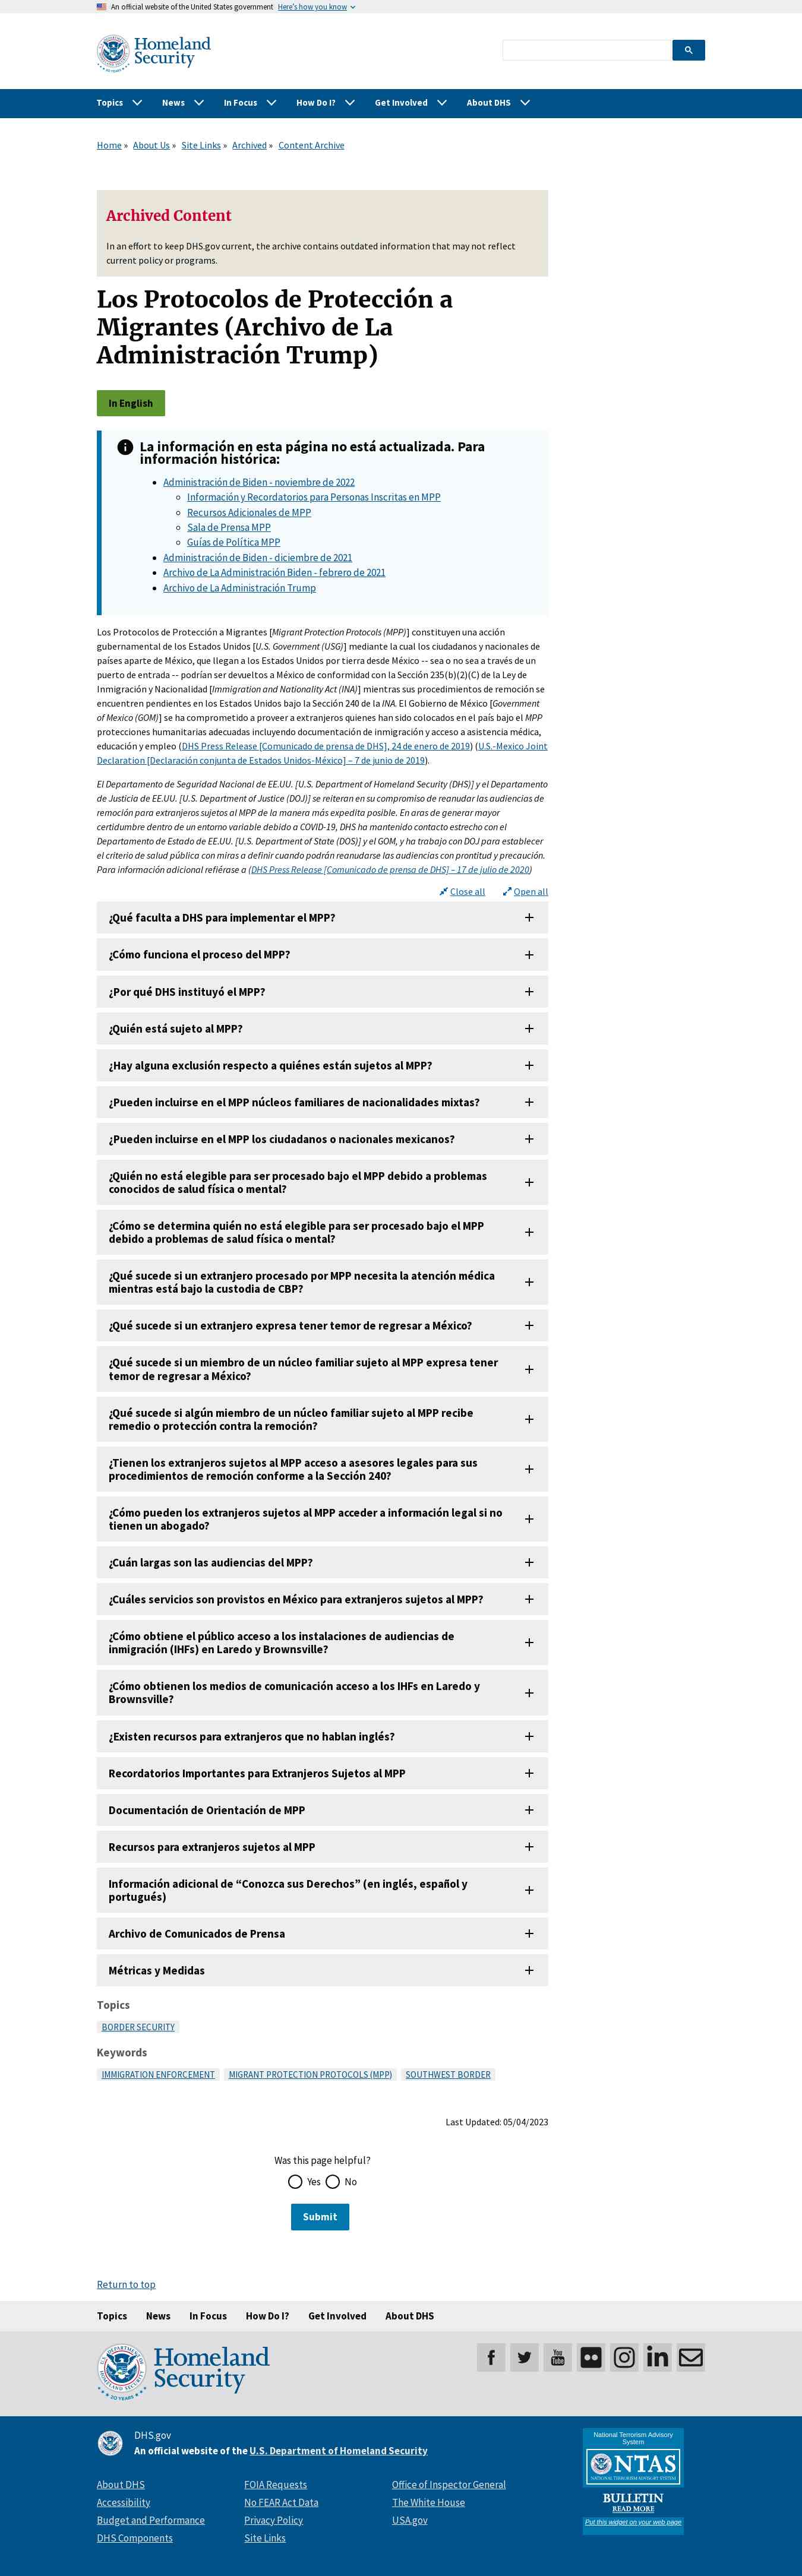 An official website of the United States government Here's how you know
Homeland
Security
Topics News In Focus How Do I? Get Involved About DHS
Home » About Us » Site Links » Archived » Content Archive
Archived Content
In an effort to keep DHS.gov current, the archive contains outdated information that may not reflect
current policy or programs.
Los Protocolos de Protección a
Migrantes (Archivo de La
Administración Trump)
In English
La información en esta página no está actualizada. Para
información histórica:
Administración de Biden - noviembre de 2022
Información y Recordatorios para Personas Inscritas en MPP
Recursos Adicionales de MPP
Sala de Prensa MPP
Guías de Política MPP
Administración de Biden - diciembre de 2021
Archivo de La Administración Biden - febrero de 2021
Archivo de La Administración Trump
Los Protocolos de Protección a Migrantes [Migrant Protection Protocols (MPP)] constituyen una acción
gubernamental de los Estados Unidos [U.S. Government (USG)] mediante la cual los ciudadanos y nacionales de
países aparte de México, que llegan a los Estados Unidos por tierra desde México -- sea o no sea a través de un
puerto de entrada -- podrían ser devueltos a México de conformidad con la Sección 235(b)(2)(C) de la Ley de
Inmigración y Nacionalidad [Immigration and Nationality Act (INA)] mientras sus procedimientos de remoción se
encuentren pendientes en los Estados Unidos bajo la Sección 240 de la INA. El Gobierno de México [Government
of Mexico (GOM)] se ha comprometido a proveer a extranjeros quienes han sido colocados en el país bajo el MPP
protecciones humanitarias adecuadas incluyendo documentación de inmigración y acceso a asistencia médica,
educación y empleo (DHS Press Release [Comunicado de prensa de DHS], 24 de enero de 2019) (U.S.-Mexico Joint
Declaration [Declaración conjunta de Estados Unidos-México] – 7 de junio de 2019).
El Departamento de Seguridad Nacional de EE.UU. [U.S. Department of Homeland Security (DHS)] y el Departamento
de Justicia de EE.UU. [U.S. Department of Justice (DOJ)] se reiteran en su compromiso de reanudar las audiencias de
remoción para extranjeros sujetos al MPP de la manera más expedita posible. En aras de generar mayor
certidumbre dentro de un entorno variable debido a COVID-19, DHS ha mantenido contacto estrecho con el
Departamento de Estado de EE.UU. [U.S. Department of State (DOS)] y el GOM, y ha trabajo con DOJ para establecer
el criterio de salud pública con miras a definir cuando podrán reanudarse las audiencias con prontitud y precaución.
Para información adicional refiérase a (DHS Press Release [Comunicado de prensa de DHS] – 17 de julio de 2020)
Close all Open all
¿Qué faculta a DHS para implementar el MPP?
¿Cómo funciona el proceso del MPP?
¿Por qué DHS instituyó el MPP?
¿Quién está sujeto al MPP?
¿Hay alguna exclusión respecto a quiénes están sujetos al MPP?
¿Pueden incluirse en el MPP núcleos familiares de nacionalidades mixtas?
¿Pueden incluirse en el MPP los ciudadanos o nacionales mexicanos?
¿Quién no está elegible para ser procesado bajo el MPP debido a problemas
conocidos de salud física o mental?
¿Cómo se determina quién no está elegible para ser procesado bajo el MPP
debido a problemas de salud física o mental?
¿Qué sucede si un extranjero procesado por MPP necesita la atención médica
mientras está bajo la custodia de CBP?
¿Qué sucede si un extranjero expresa tener temor de regresar a México?
¿Qué sucede si un miembro de un núcleo familiar sujeto al MPP expresa tener
temor de regresar a México?
¿Qué sucede si algún miembro de un núcleo familiar sujeto al MPP recibe
remedio o protección contra la remoción?
¿Tienen los extranjeros sujetos al MPP acceso a asesores legales para sus
procedimientos de remoción conforme a la Sección 240?
¿Cómo pueden los extranjeros sujetos al MPP acceder a información legal si no
tienen un abogado?
¿Cuán largas son las audiencias del MPP?
¿Cuáles servicios son provistos en México para extranjeros sujetos al MPP?
¿Cómo obtiene el público acceso a los instalaciones de audiencias de
inmigración (IHFs) en Laredo y Brownsville?
¿Cómo obtienen los medios de comunicación acceso a los IHFs en Laredo y
Brownsville?
¿Existen recursos para extranjeros que no hablan inglés?
Recordatorios Importantes para Extranjeros Sujetos al MPP
Documentación de Orientación de MPP
Recursos para extranjeros sujetos al MPP
Información adicional de “Conozca sus Derechos” (en inglés, español y
portugués)
Archivo de Comunicados de Prensa
Métricas y Medidas
Topics
BORDER SECURITY
Keywords
IMMIGRATION ENFORCEMENT MIGRANT PROTECTION PROTOCOLS (MPP) SOUTHWEST BORDER
Last Updated: 05/04/2023
Was this page helpful?
Yes No
Submit
Return to top
Topics News In Focus How Do I? Get Involved About DHS
Homeland
Security
20 YEARS
You
Tube
DHS.gov
An official website of the U.S. Department of Homeland Security
About DHS
Accessibility
Budget and Performance
DHS Components
FOIA Requests
No FEAR Act Data
Privacy Policy
Site Links
Office of Inspector General
The White House
USA.gov
National Terrorism Advisory
System
NTAS
NATIONAL TERRORISM ADVISORY SYSTEM
BULLETIN
READ MORE
Put this widget on your web page